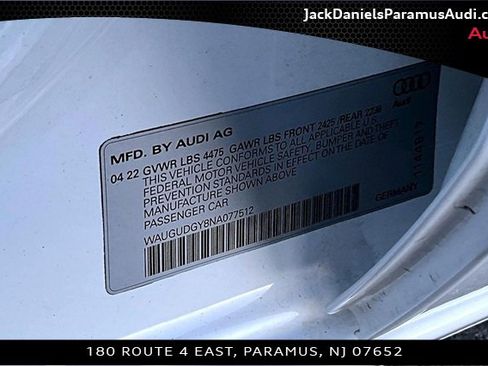 JackDanielsParamusAudi.c
Au
Audi
MFD. BY AUDI AG
04 22 GVWR LBS 4475 GAWR LBS FRONT 2425 /REAR 2238
THIS VEHICLE CONFORMS TO ALL APPLICABLE U.S.
FEDERAL MOTOR VEHICLE SAFETY, BUMPER AND
THEFT PREVENTION STANDARDS IN EFFECT ON THE DATE OF
MANUFACTURE SHOWN ABOVE.
PASSENGER CAR
WAUGUDGY8NA077512
GERMANY
180 ROUTE 4 EAST, PARAMUS, NJ 07652